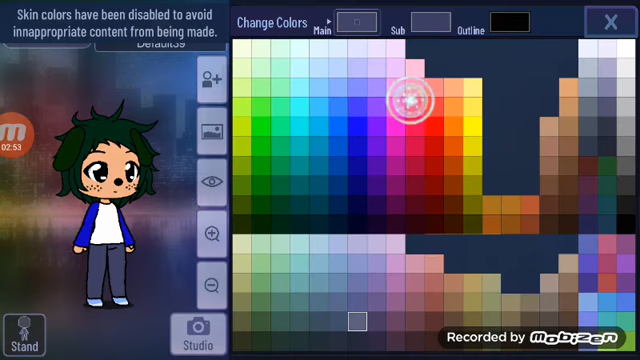 Skin colors have been disabled to avoid
innappropriate content from being made.
Default39
Change Colors
Main
Sub
Outline
X
02:53
Stand
Studio
Recorded by Mobizen